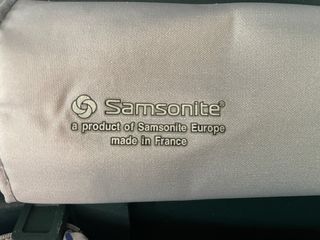 Samsonite®
a product of Samsonite Europe
made in France